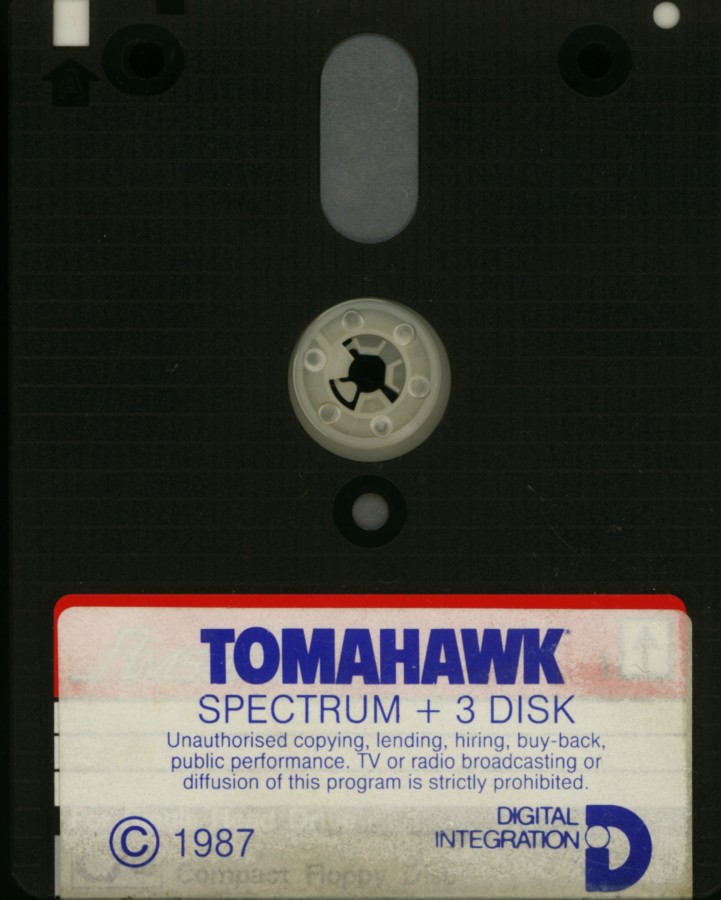 TOMAHAWK
SPECTRUM + 3 DISK
Unauthorised copying, lending, hiring, buy-back,
public performance. TV or radio broadcasting or
diffusion of this program is strictly prohibited.
© 1987
DIGITAL
INTEGRATION
Compact Floppy Disc